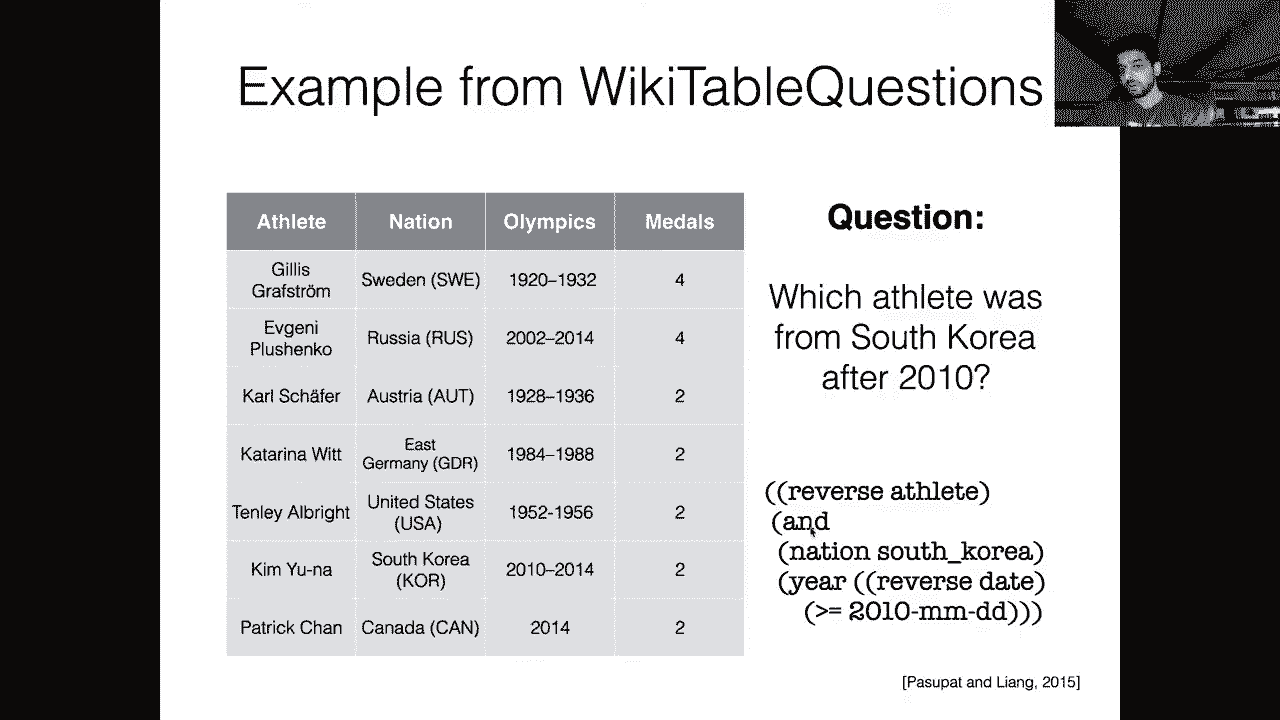 Example from WikiTableQuestions
Athlete Nation Olympics Medals
Gillis
Grafström
Sweden (SWE) 1920–1932 4
Evgeni
Plushenko
Russia (RUS) 2002–2014 4
Karl Schäfer Austria (AUT) 1928–1936 2
Katarina Witt
East
Germany (GDR)
1984–1988 2
Tenley Albright
United States
(USA)
1952-1956 2
Kim Yu-na
South Korea
(KOR)
2010–2014 2
Patrick Chan Canada (CAN) 2014 2
Question:
Which athlete was
from South Korea
after 2010?
((reverse athlete)
(and
(nation south_korea)
(year ((reverse date)
(>= 2010-mm-dd)))
[Pasupat and Liang, 2015]